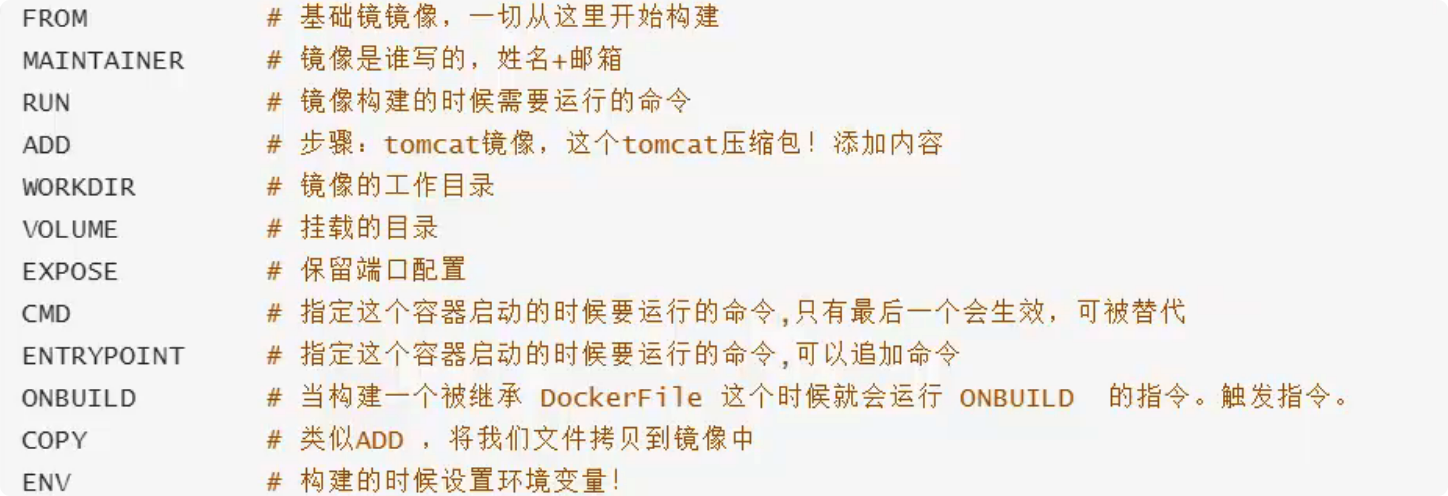 FROM # 基础镜镜像，一切从这里开始构建
MAINTAINER # 镜像是谁写的，姓名+邮箱
RUN # 镜像构建的时候需要运行的命令
ADD # 步骤：tomcat镜像，这个tomcat压缩包！添加内容
WORKDIR # 镜像的工作目录
VOLUME # 挂载的目录
EXPOSE # 保留端口配置
CMD # 指定这个容器启动的时候要运行的命令,只有最后一个会生效，可被替代
ENTRYPOINT # 指定这个容器启动的时候要运行的命令,可以追加命令
ONBUILD # 当构建一个被继承 DockerFile 这个时候就会运行 ONBUILD 的指令。触发指令。
COPY # 类似ADD ，将我们文件拷贝到镜像中
ENV # 构建的时候设置环境变量！